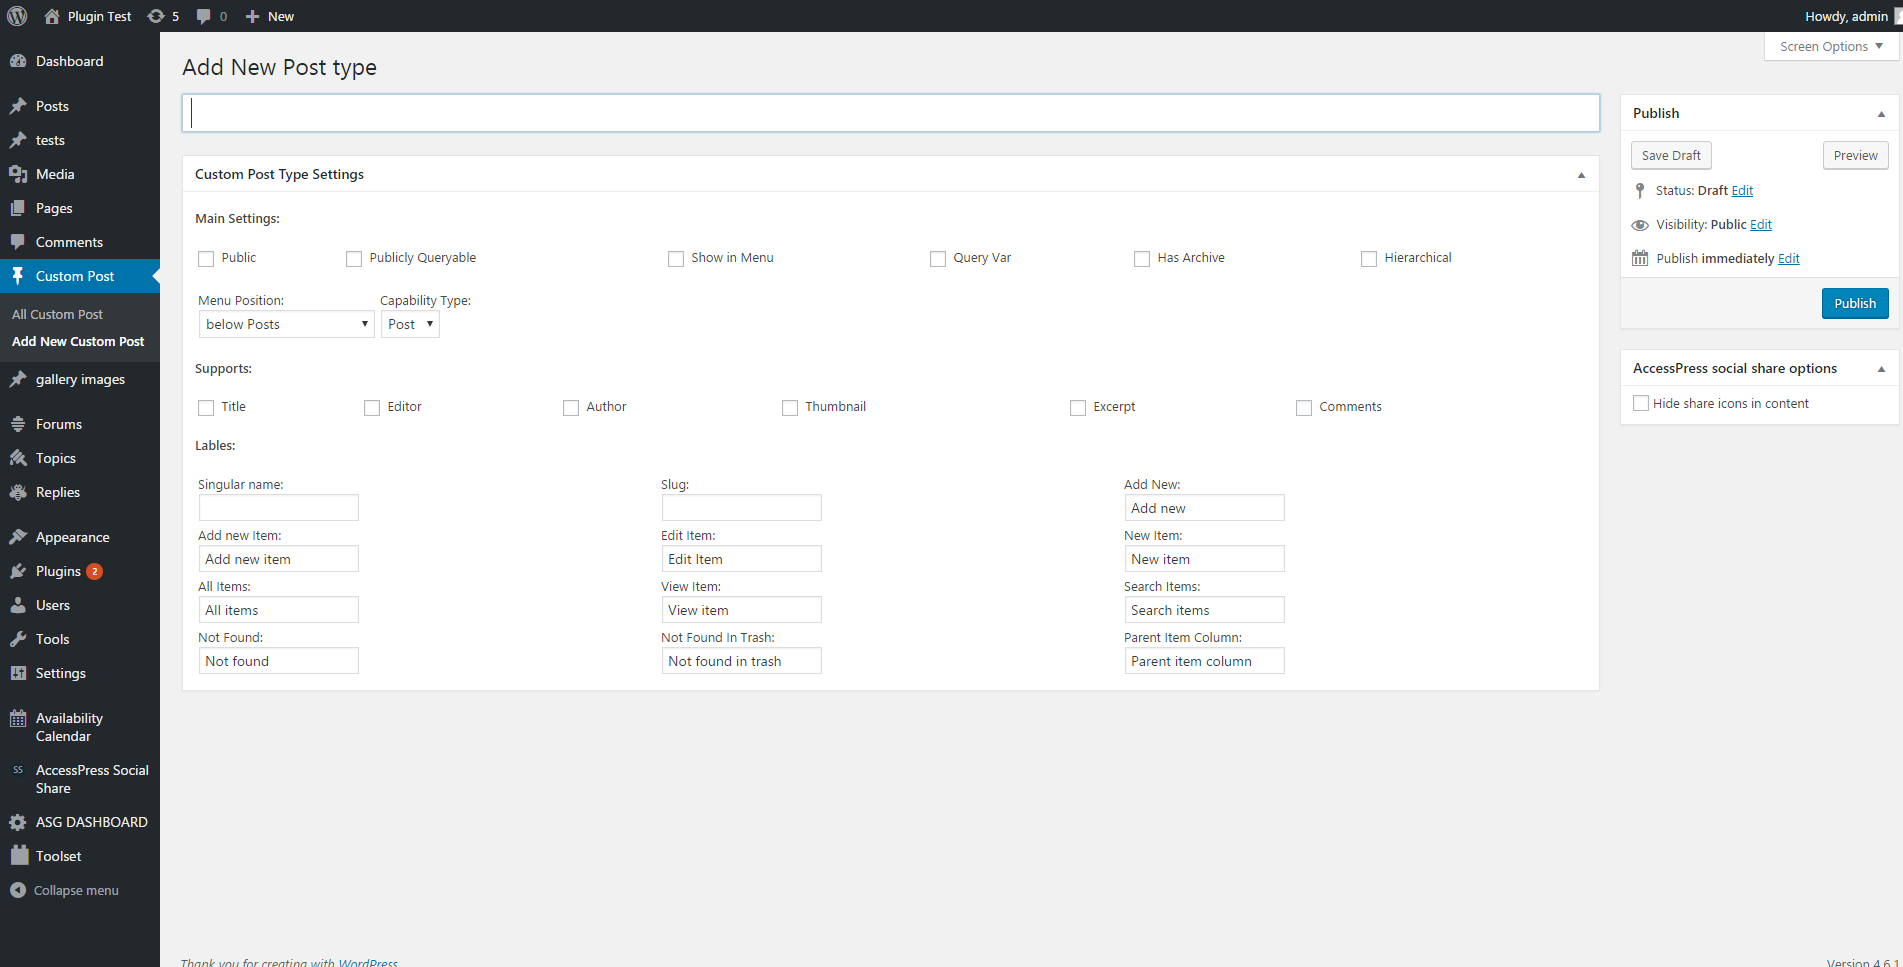 Plugin Test 5 0 New Howdy, admin
Screen Options
Dashboard
Posts
tests
Media
Pages
Comments
Custom Post
All Custom Post
Add New Custom Post
gallery images
Forums
Topics
Replies
Appearance
Plugins 2
Users
Tools
Settings
Availability
Calendar
SS AccessPress Social
Share
ASG DASHBOARD
Toolset
Collapse menu
Add New Post type
Custom Post Type Settings
Main Settings:
Public Publicly Queryable Show in Menu Query Var Has Archive Hierarchical
Menu Position: Capability Type:
below Posts Post
Supports:
Title Editor Author Thumbnail Excerpt Comments
Lables:
Singular name: Slug: Add New:
Add new
Add new Item: Edit Item: New Item:
Add new item Edit Item New item
All Items: View Item: Search Items:
All items View item Search items
Not Found: Not Found In Trash: Parent Item Column:
Not found Not found in trash Parent item column
Publish
Save Draft Preview
Status: Draft Edit
Visibility: Public Edit
Publish immediately Edit
Publish
AccessPress social share options
Hide share icons in content
Thank you for creating with WordPress
Version 4.6.1